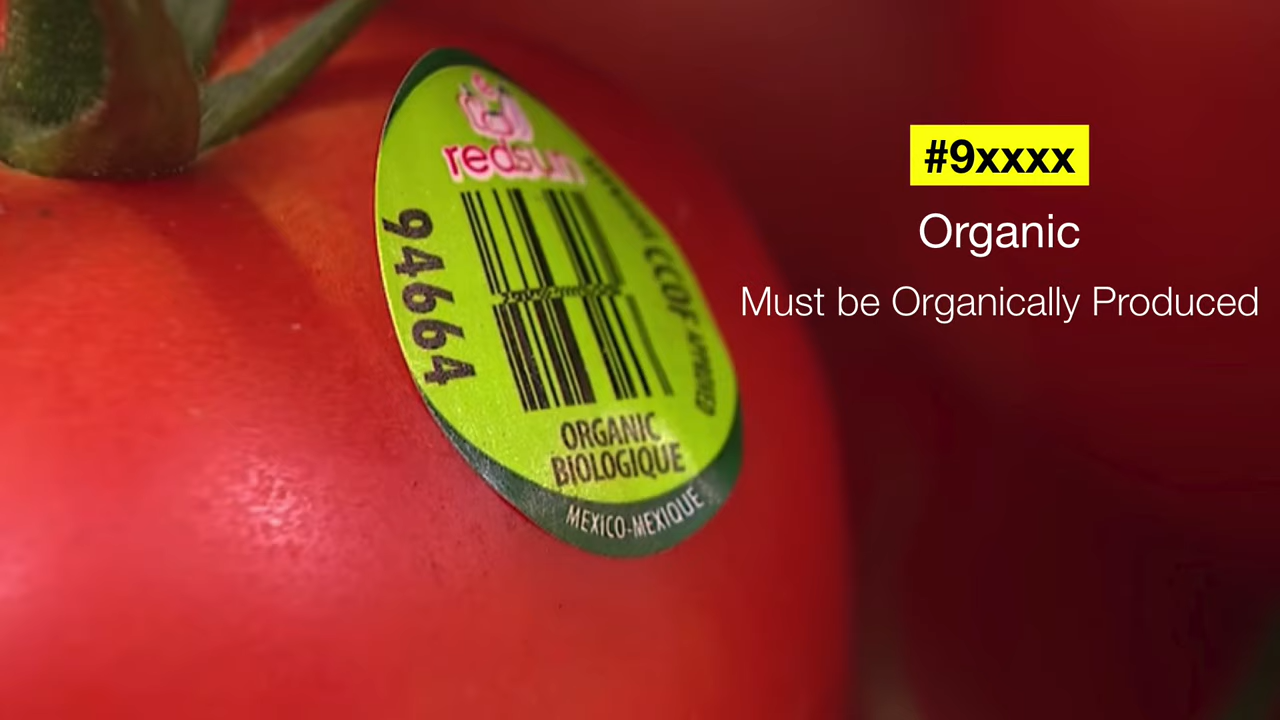 redsun
94664
CCOF APPROVED
ORGANIC
BIOLOGIQUE
MEXICO-MEXIQUE
#9xxxx
Organic
Must be Organically Produced